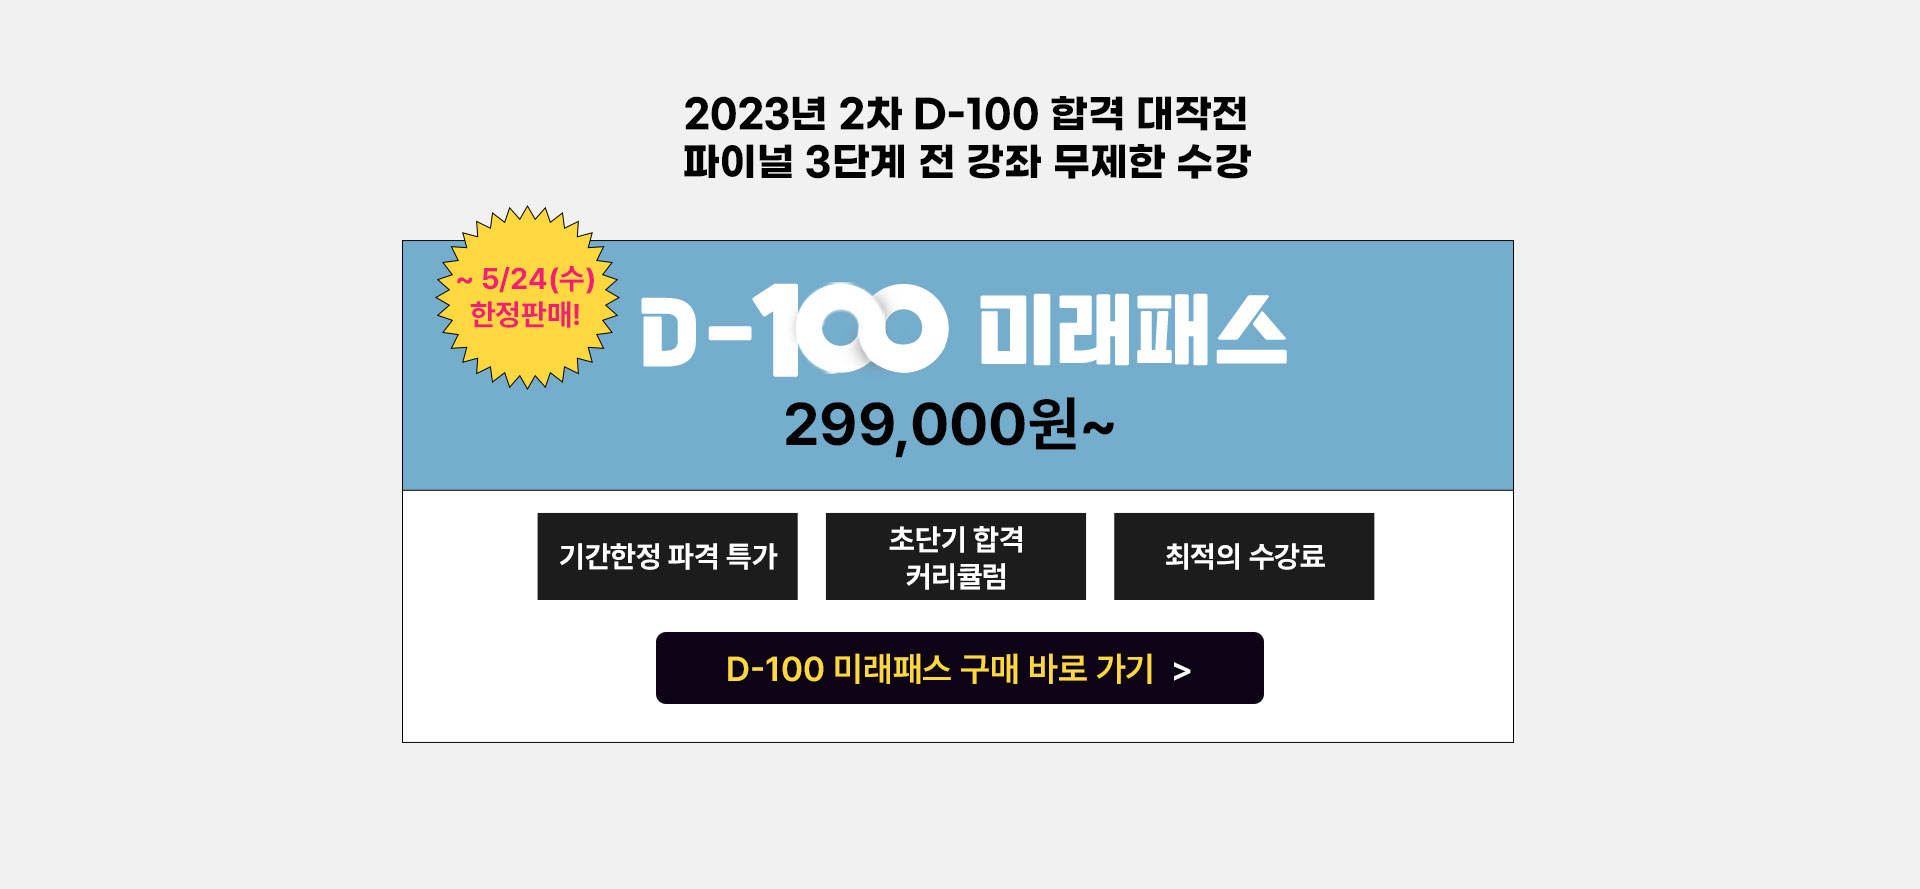 2023년 2차 D-100 합격 대작전
파이널 3단계 전 강좌 무제한 수강
~ 5/24(수)
한정판매!
D-100 미래패스
299,000원~
기간한정 파격 특가
초단기 합격
커리큘럼
최적의 수강료
D-100 미래패스 구매 바로 가기 >